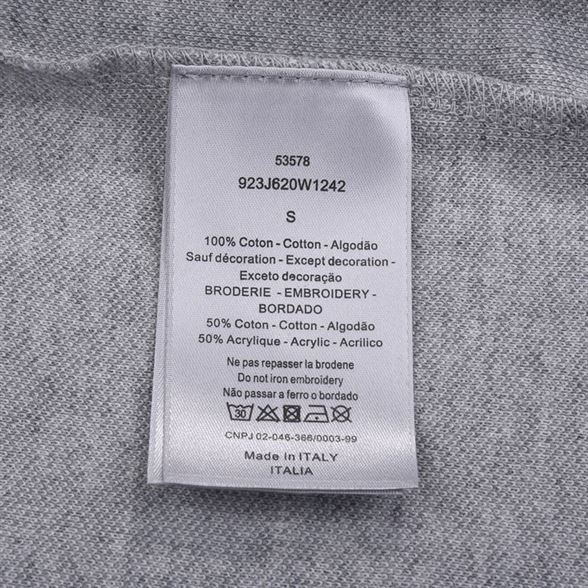 53578
923J620W1242
S
100% Coton - Cotton - Algodão
Sauf décoration - Except decoration -
Exceto decoração
BRODERIE - EMBROIDERY -
BORDADO
50% Coton - Cotton - Algodão
50% Acrylique - Acrylic - Acrilico
Ne pas repasser la brodene
Do not iron embroidery
Não passar a ferro o bordado
30
CNPJ 02-046-366/0003-99
Made in ITALY
ITALIA